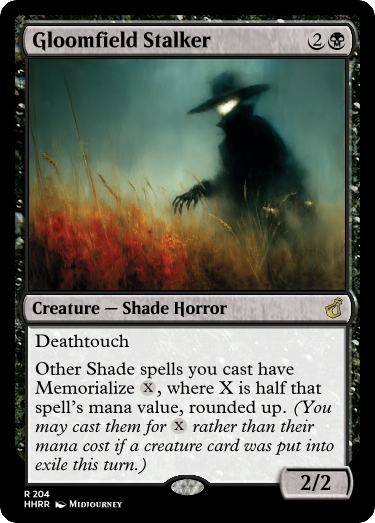 Gloomfield Stalker 2
Creature — Shade Horror
Deathtouch
Other Shade spells you cast have
Memorialize X, where X is half that
spell's mana value, rounded up. (You
may cast them for X rather than their
mana cost if a creature card was put into
exile this turn.)
2/2
R 204
HHRR MIDJOURNEY